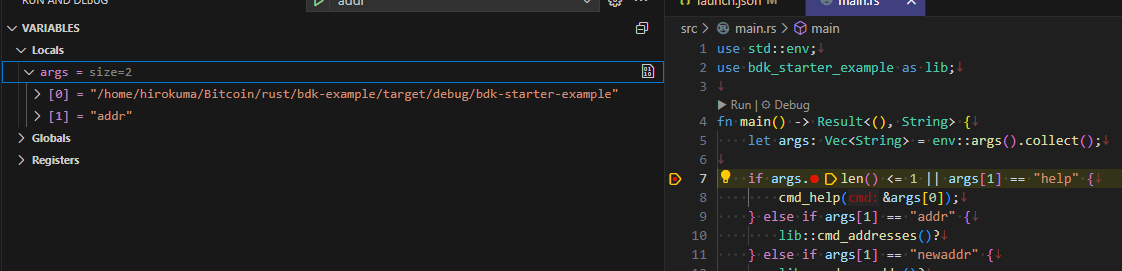 RUN AND DEBUG
addr
VARIABLES
Locals
args = size=2
[0] = "/home/hirokuma/Bitcoin/rust/bdk-example/target/debug/bdk-starter-example"
[1] = "addr"
Globals
Registers
launch.json M
main.rs
src > main.rs > main
1 use std::env;↓
2 use bdk_starter_example as lib;↓
3 ↓
Run | Debug
4 fn main() -> Result<(), String> {↓
5 let args: Vec<String> = env::args().collect();↓
6 ↓
7 if args.len() <= 1 || args[1] == "help" {↓
8 cmd_help(cmd: &args[0]);↓
9 } else if args[1] == "addr" {↓
10 lib::cmd_addresses()?↓
11 } else if args[1] == "newaddr" {↓
12